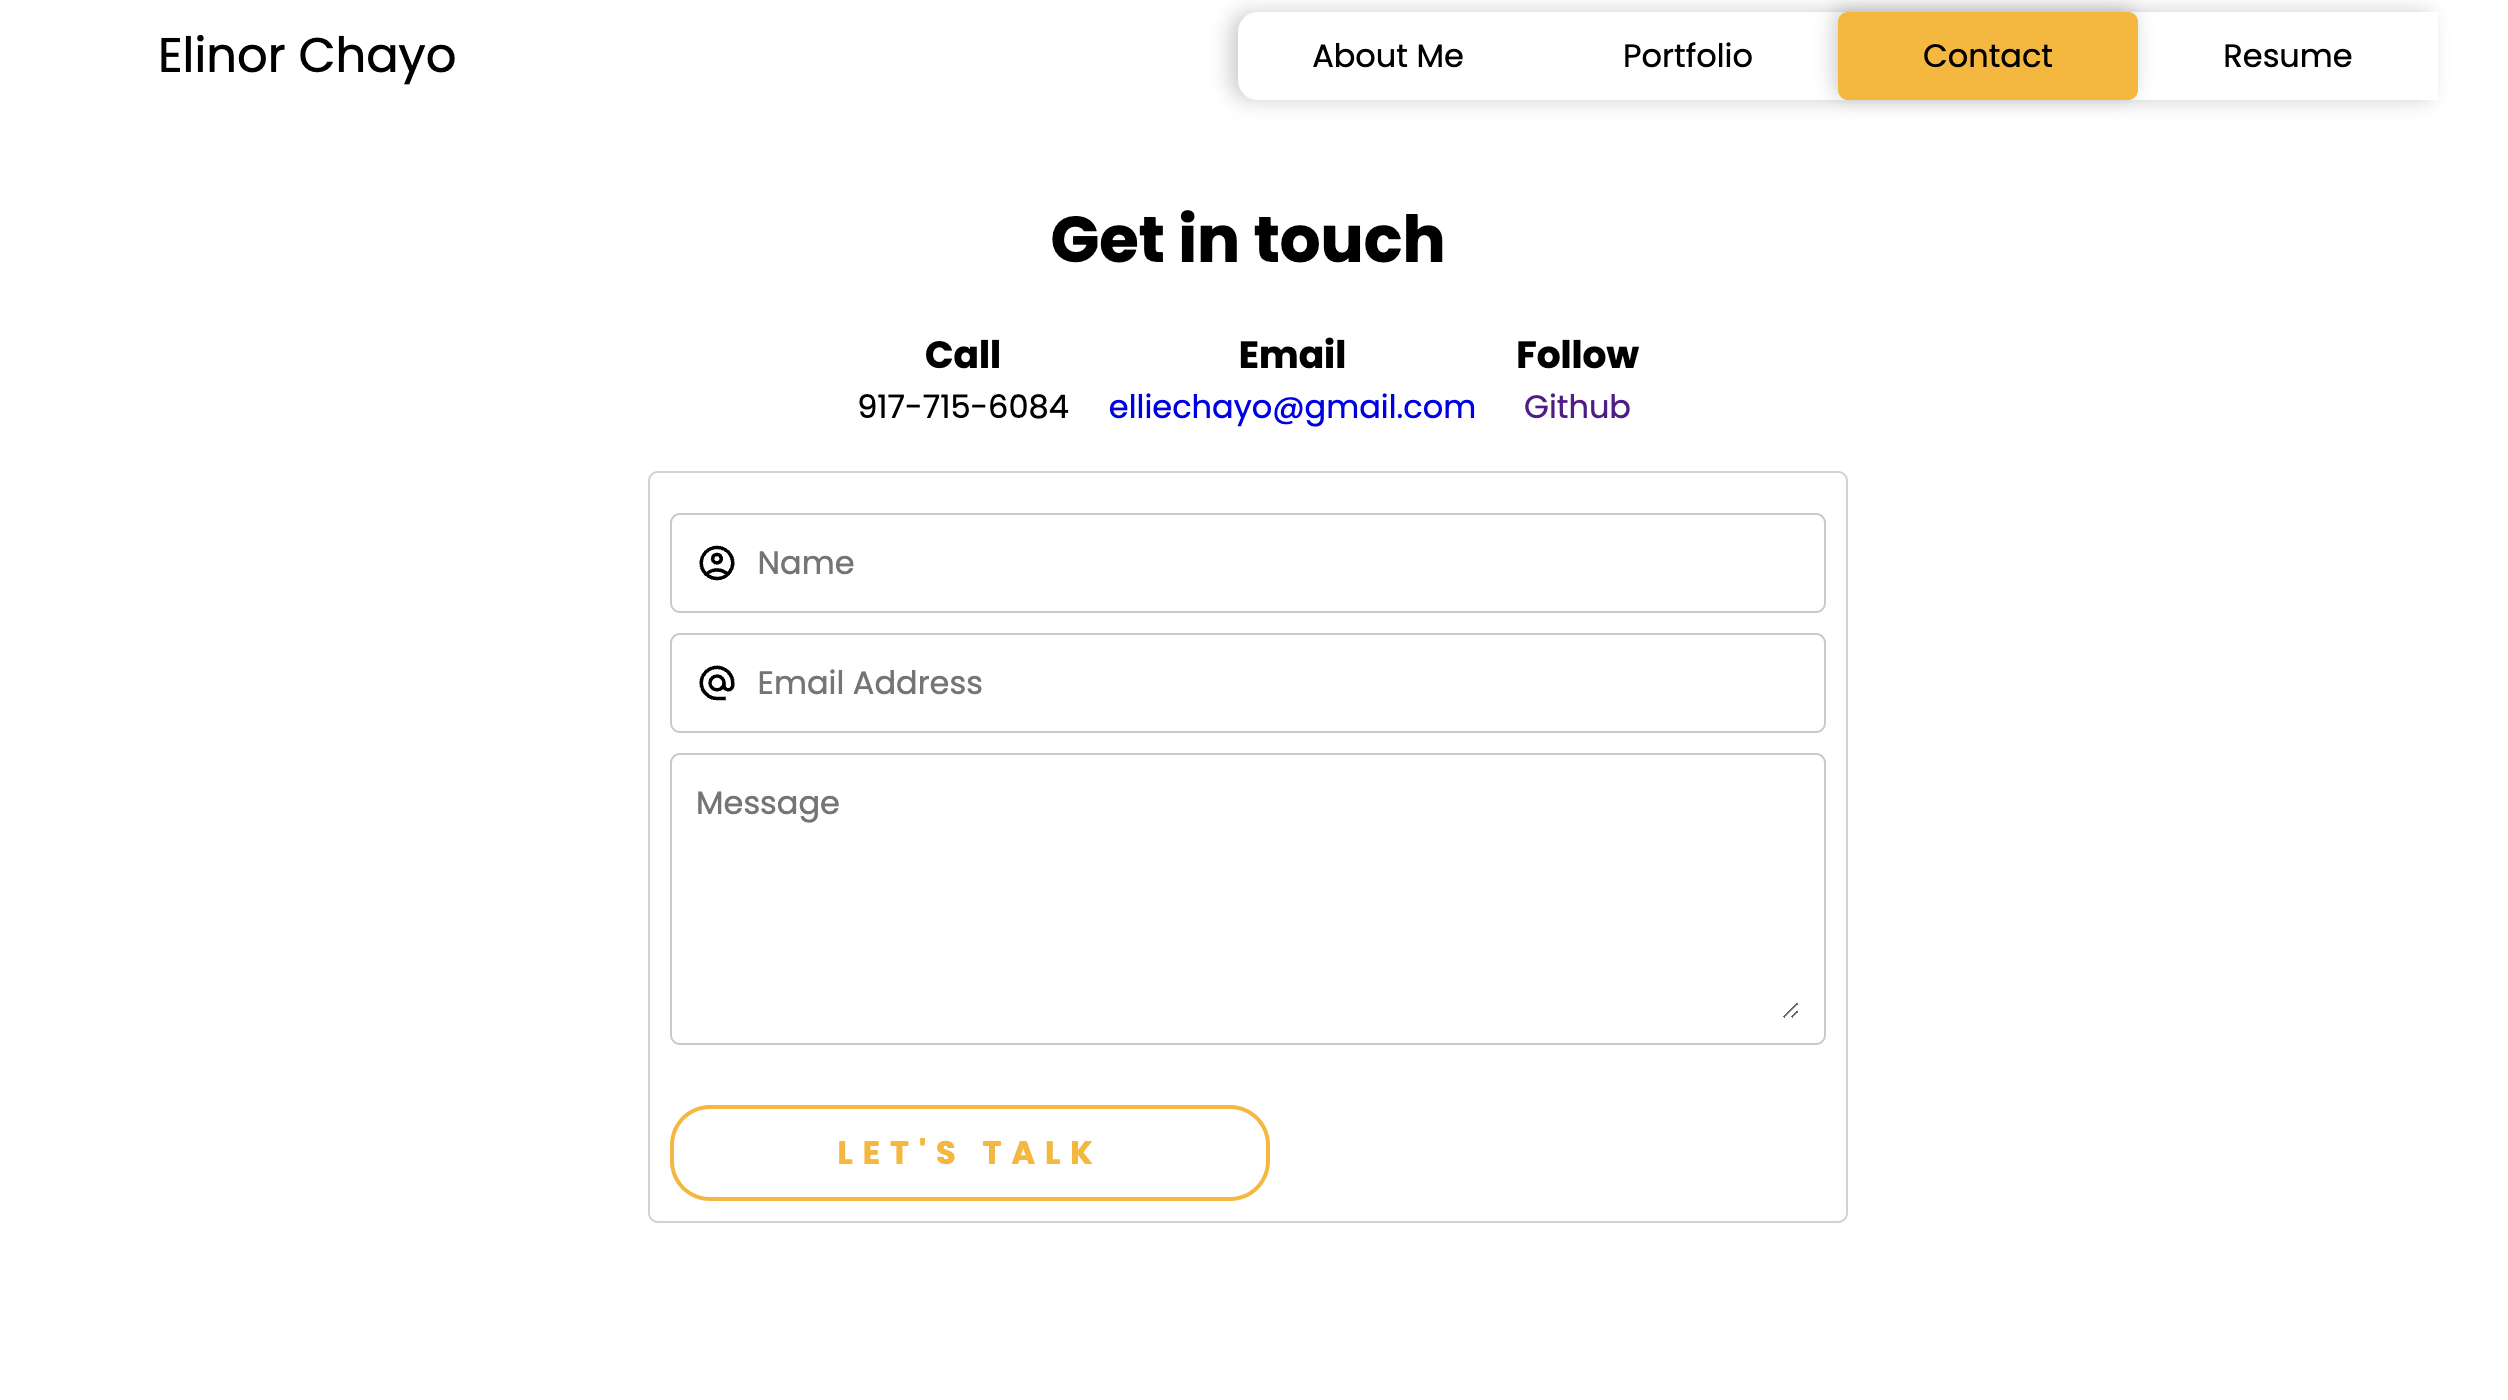 Elinor Chayo
About Me Portfolio Contact Resume
Get in touch
Call Email Follow
917-715-6084 elliechayo@gmail.com Github
Name
Email Address
Message
LET'S TALK